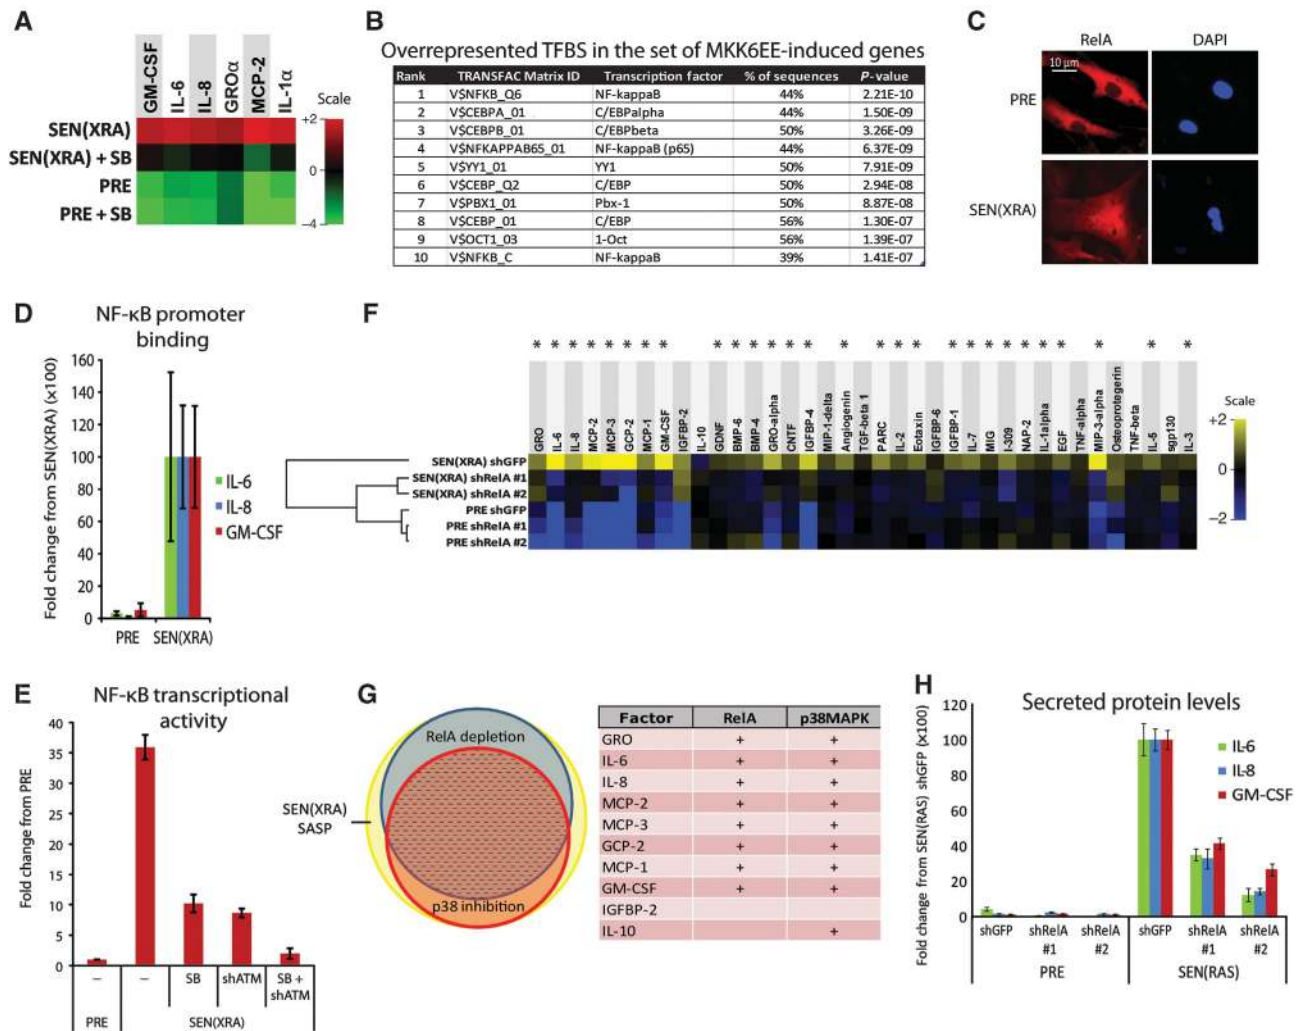 A
GM-CSF
IL-6
IL-8
GROα
MCP-2
IL-1α
Scale
+2
0
−4
SEN(XRA)
SEN(XRA) + SB
PRE
PRE + SB
B
Overrepresented TFBS in the set of MKK6EE-induced genes
Rank TRANSFAC Matrix ID Transcription factor % of sequences P-value
1 V$NFKB_Q6 NF-kappaB 44% 2.21E-10
2 V$CEBPA_01 C/EBPalpha 44% 1.50E-09
3 V$CEBPB_01 C/EBPbeta 50% 3.26E-09
4 V$NFKAPPAB65_01 NF-kappaB (p65) 44% 6.37E-09
5 V$YY1_01 YY1 50% 7.91E-09
6 V$CEBP_Q2 C/EBP 50% 2.94E-08
7 V$PBX1_01 Pbx-1 50% 8.87E-08
8 V$CEBP_01 C/EBP 56% 1.30E-07
9 V$OCT1_03 1-Oct 56% 1.39E-07
10 V$NFKB_C NF-kappaB 39% 1.41E-07
C
RelA DAPI
10 µm
PRE
SEN(XRA)
D
NF-κB promoter
binding
Fold change from SEN(XRA) (x100)
160
140
120
100
80
60
40
20
0
PRE SEN(XRA)
IL-6
IL-8
GM-CSF
F
* * * * * * * * * * * * * * * * * * * * * * * * *
GRO
IL-6
IL-8
MCP-2
MCP-3
GCP-2
MCP-1
GM-CSF
IGFBP-2
IL-10
GDNF
BMP-6
BMP-4
GRO-alpha
CNTF
IGFBP-4
MIP-1-delta
Angiogenin
TGF-beta 1
PARC
IL-2
Eotaxin
IGFBP-6
IGFBP-1
IL-7
MIG
I-309
NAP-2
IL-1alpha
EGF
TNF-alpha
MIP-3-alpha
Osteoprotegerin
TNF-beta
IL-5
sgp130
IL-3
Scale
+2
0
−2
SEN(XRA) shGFP
SEN(XRA) shRelA #1
SEN(XRA) shRelA #2
PRE shGFP
PRE shRelA #1
PRE shRelA #2
E
NF-κB transcriptional
activity
Fold change from PRE
40
35
30
25
20
15
10
5
0
– – SB shATM SB +
shATM
PRE SEN(XRA)
G
RelA depletion
SEN(XRA)
SASP
p38 inhibition
Factor RelA p38MAPK
GRO + +
IL-6 + +
IL-8 + +
MCP-2 + +
MCP-3 + +
GCP-2 + +
MCP-1 + +
GM-CSF + +
IGFBP-2
IL-10 +
H
Secreted protein levels
Fold change from SEN(RAS) shGFP (x100)
120
100
80
60
40
20
0
IL-6
IL-8
GM-CSF
shGFP shRelA shRelA shGFP shRelA shRelA
#1 #2 #1 #2
PRE SEN(RAS)